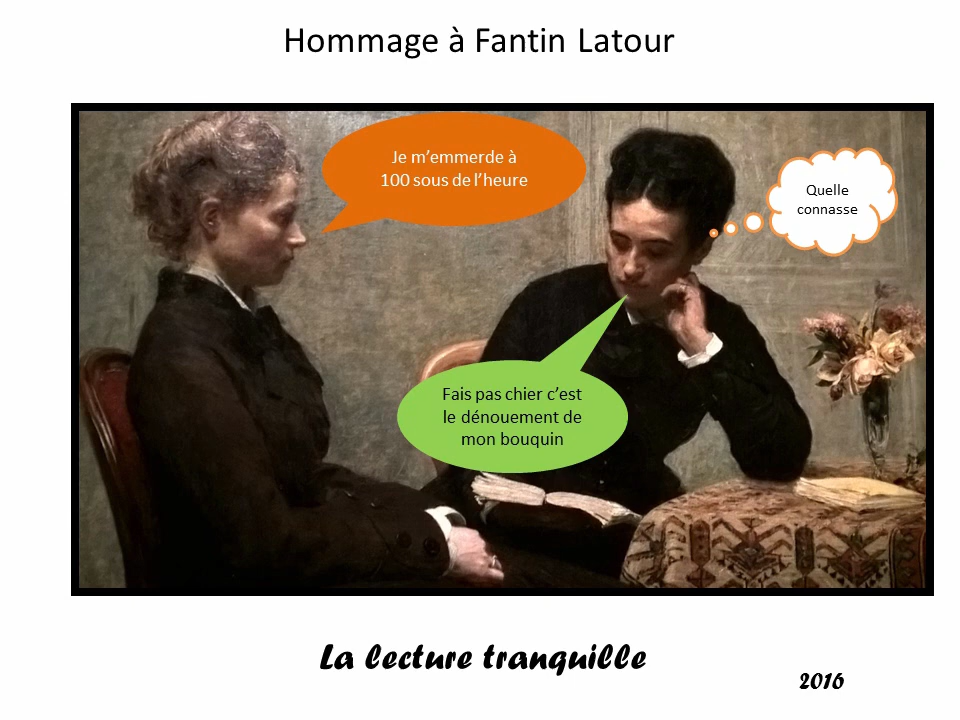 Hommage à Fantin Latour
Je m’emmerde à
100 sous de l’heure
Quelle
connasse
Fais pas chier c’est
le dénouement de
mon bouquin
La lecture tranquille
2016